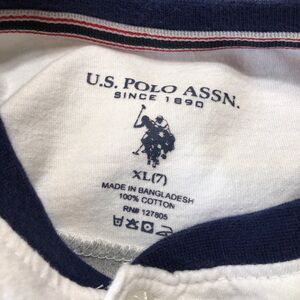 U.S. POLO ASSN.
SINCE 1890
XL(7)
MADE IN BANGLADESH
100% COTTON
RN# 127805